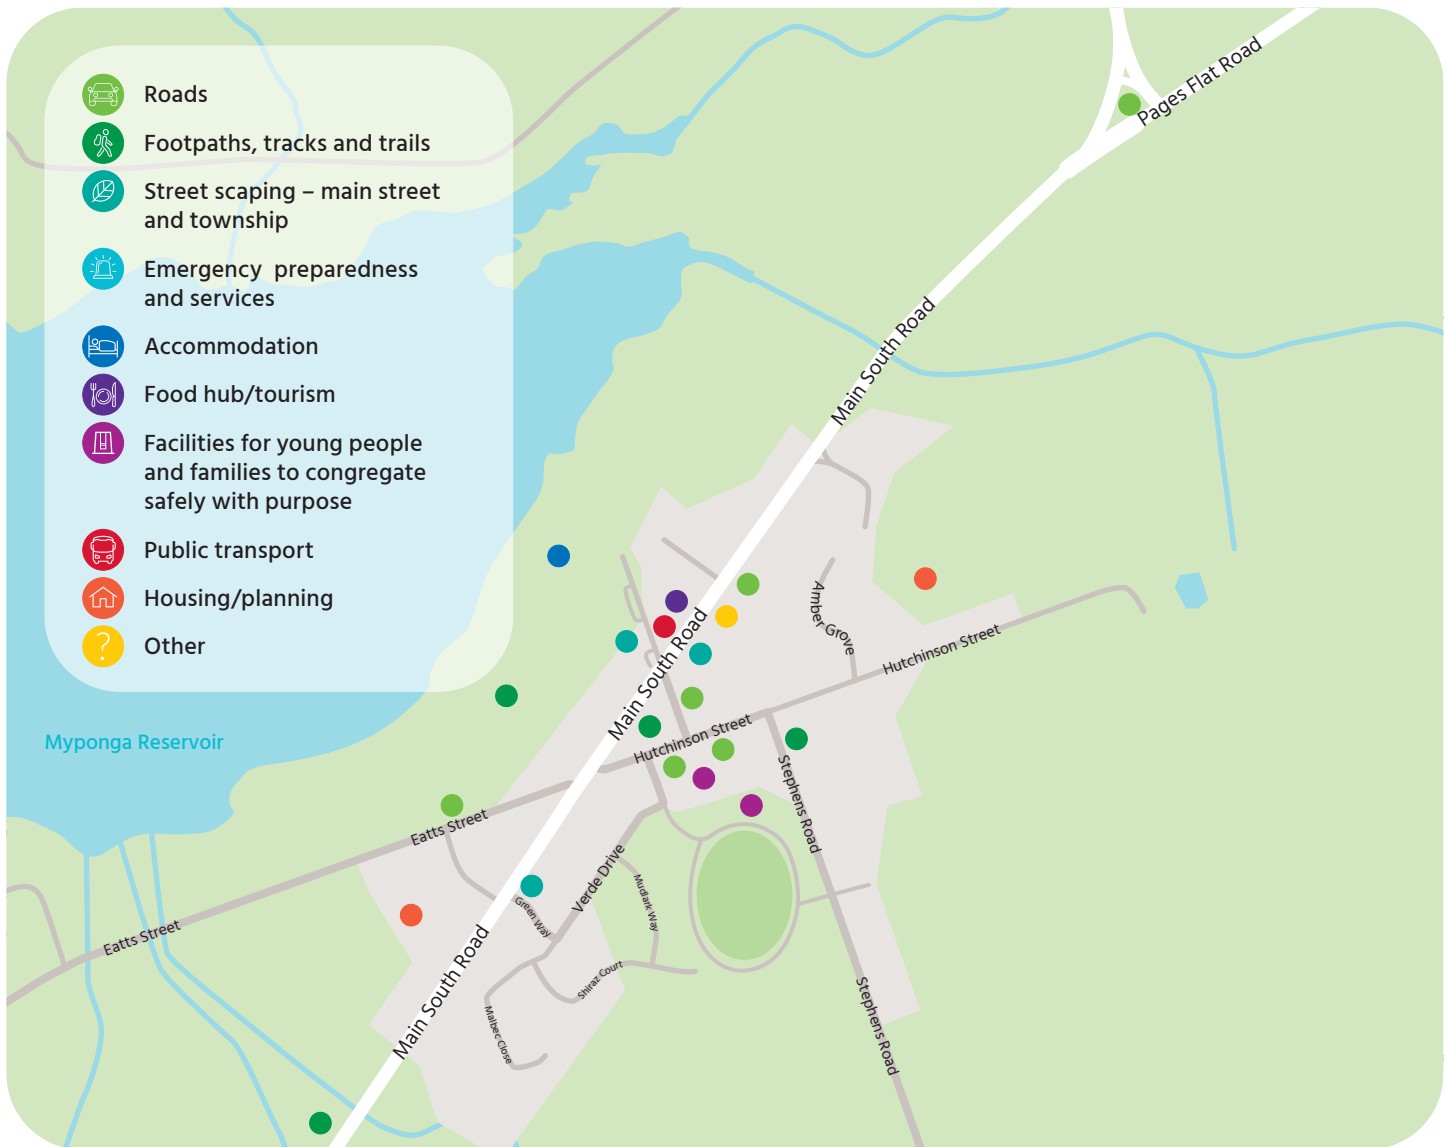 Roads
Footpaths, tracks and trails
Street scaping – main street
and township
Emergency preparedness
and services
Accommodation
Food hub/tourism
Facilities for young people
and families to congregate
safely with purpose
Public transport
Housing/planning
Other
?
Myponga Reservoir
Pages Flat Road
Main South Road
Amber Grove
Hutchinson Street
Main South Road
Hutchinson Street
Stephens Road
Eatts Street
Verde Drive
Mudlark Way
Green Way
Eatts Street
Main South Road
Shiraz Court
Malbec Close
Stephens Road